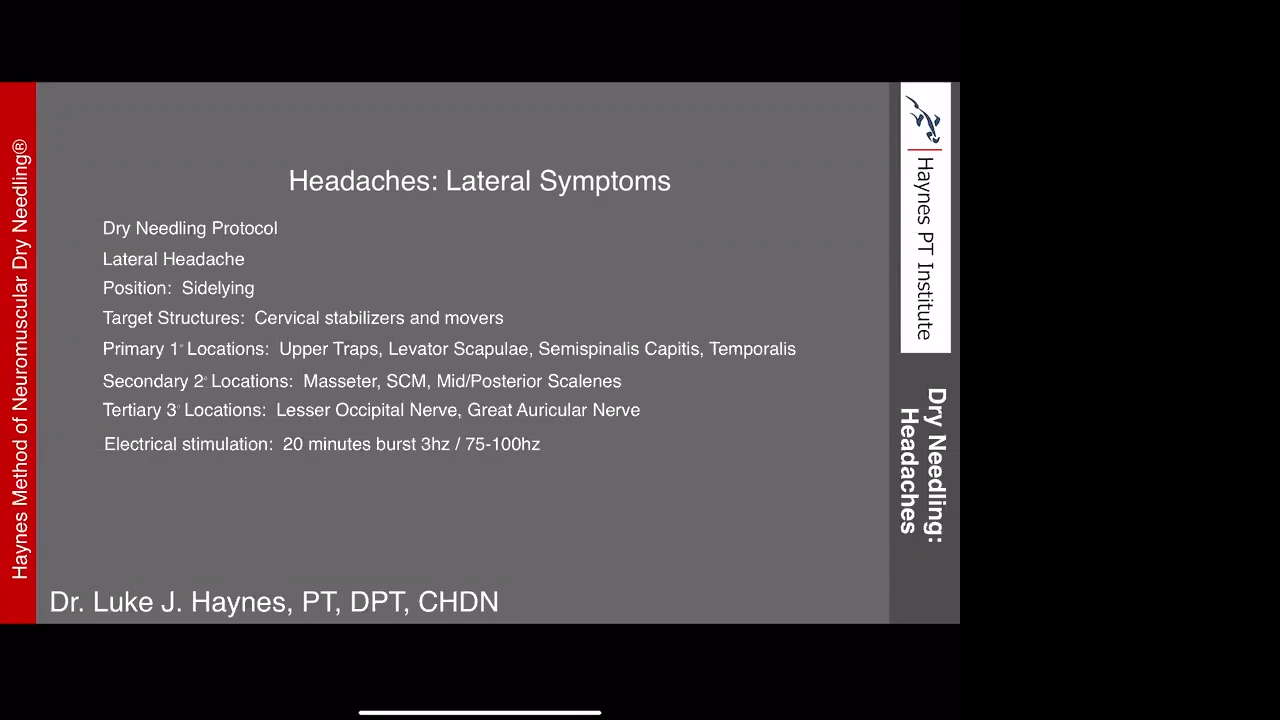 Haynes Method of Neuromuscular Dry Needling®
Headaches: Lateral Symptoms
Dry Needling Protocol
Lateral Headache
Position: Sidelying
Target Structures: Cervical stabilizers and movers
Primary 1° Locations: Upper Traps, Levator Scapulae, Semispinalis Capitis, Temporalis
Secondary 2° Locations: Masseter, SCM, Mid/Posterior Scalenes
Tertiary 3° Locations: Lesser Occipital Nerve, Great Auricular Nerve
Electrical stimulation: 20 minutes burst 3hz / 75-100hz
Dr. Luke J. Haynes, PT, DPT, CHDN
Haynes PT Institute
Dry Needling:
Headaches